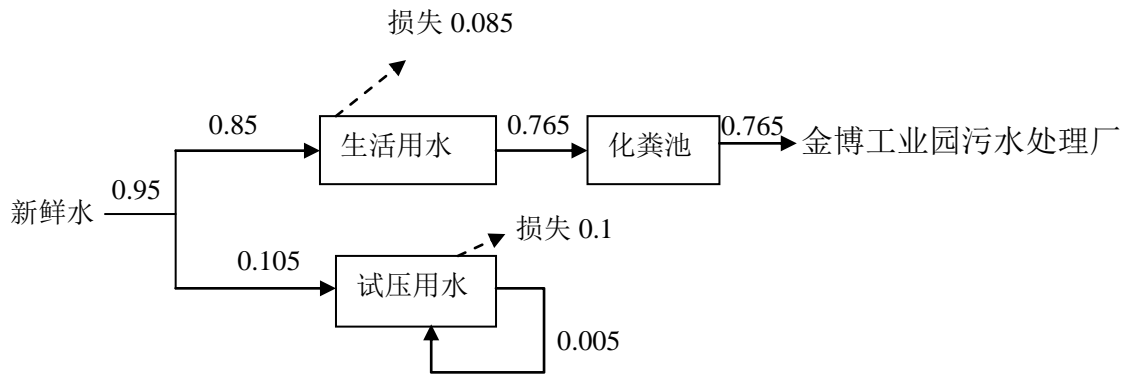 损失 0.085
0.85
生活用水
0.765
化粪池
0.765
金博工业园污水处理厂
新鲜水
0.95
损失 0.1
0.105
试压用水
0.005